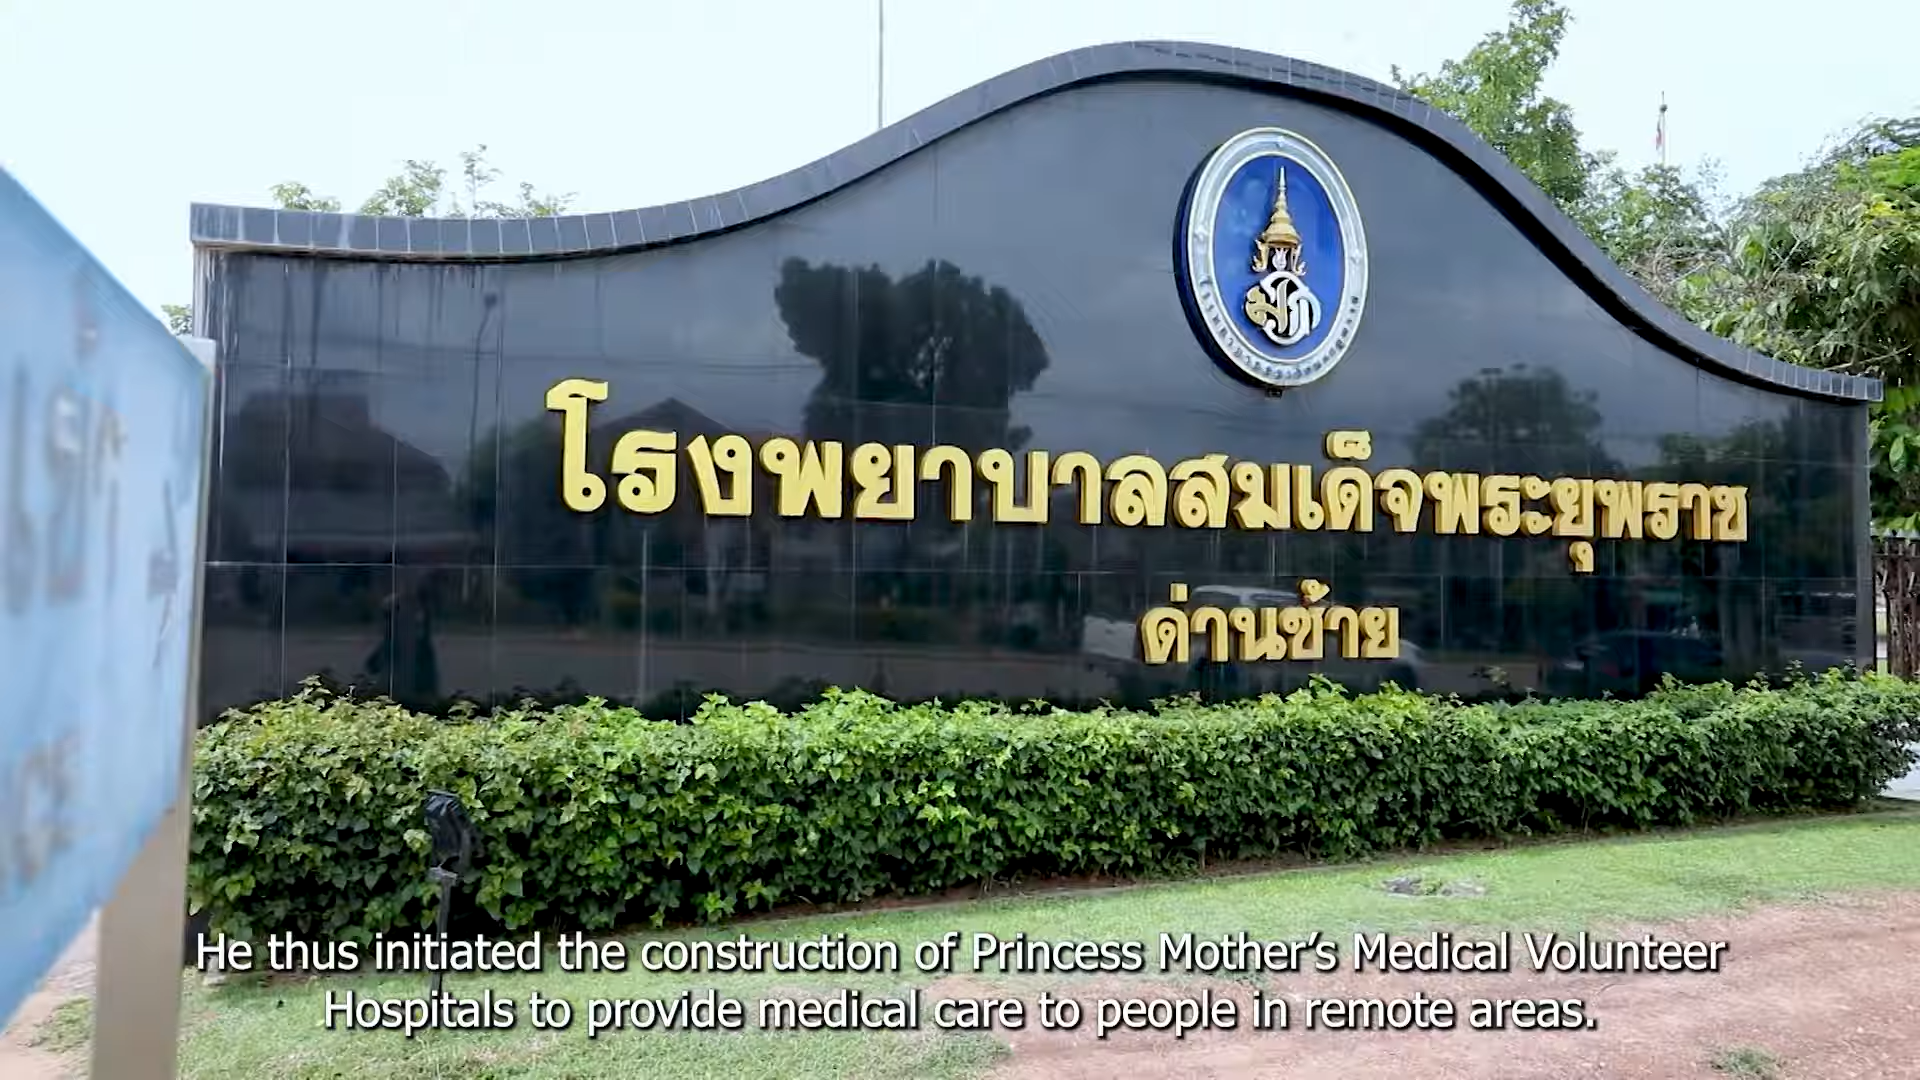 โรงพยาบาลสมเด็จพระยุพราช
ด่านซ้าย
He thus initiated the construction of Princess Mother’s Medical Volunteer
Hospitals to provide medical care to people in remote areas.